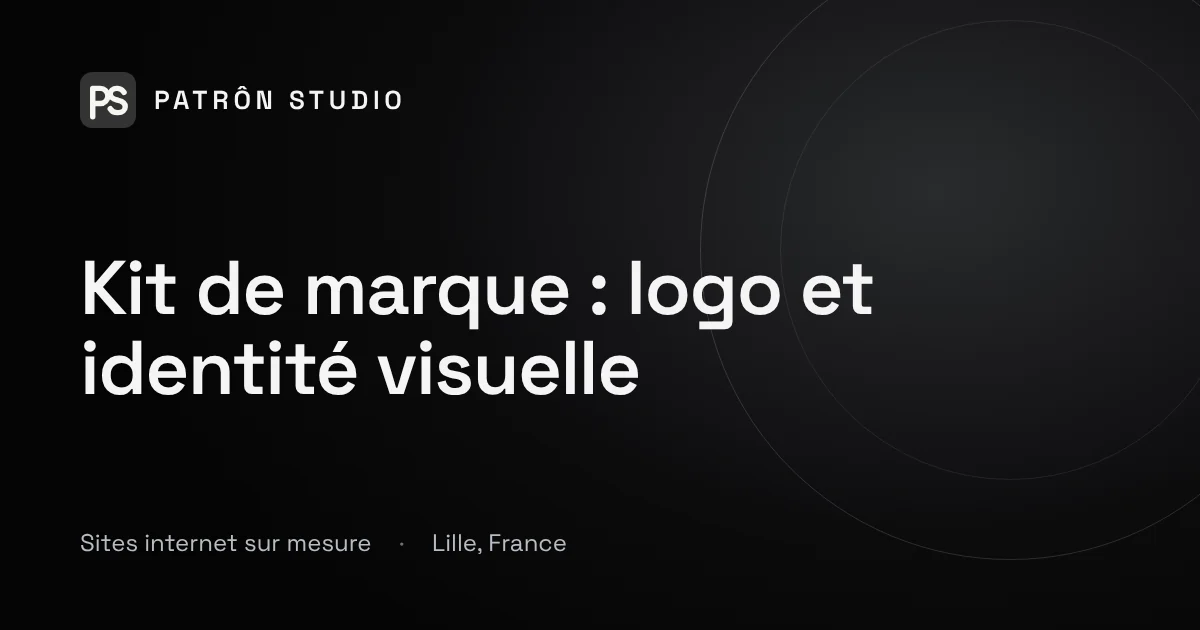 PS PATRÔN STUDIO
Kit de marque : logo et
identité visuelle
Sites internet sur mesure · Lille, France